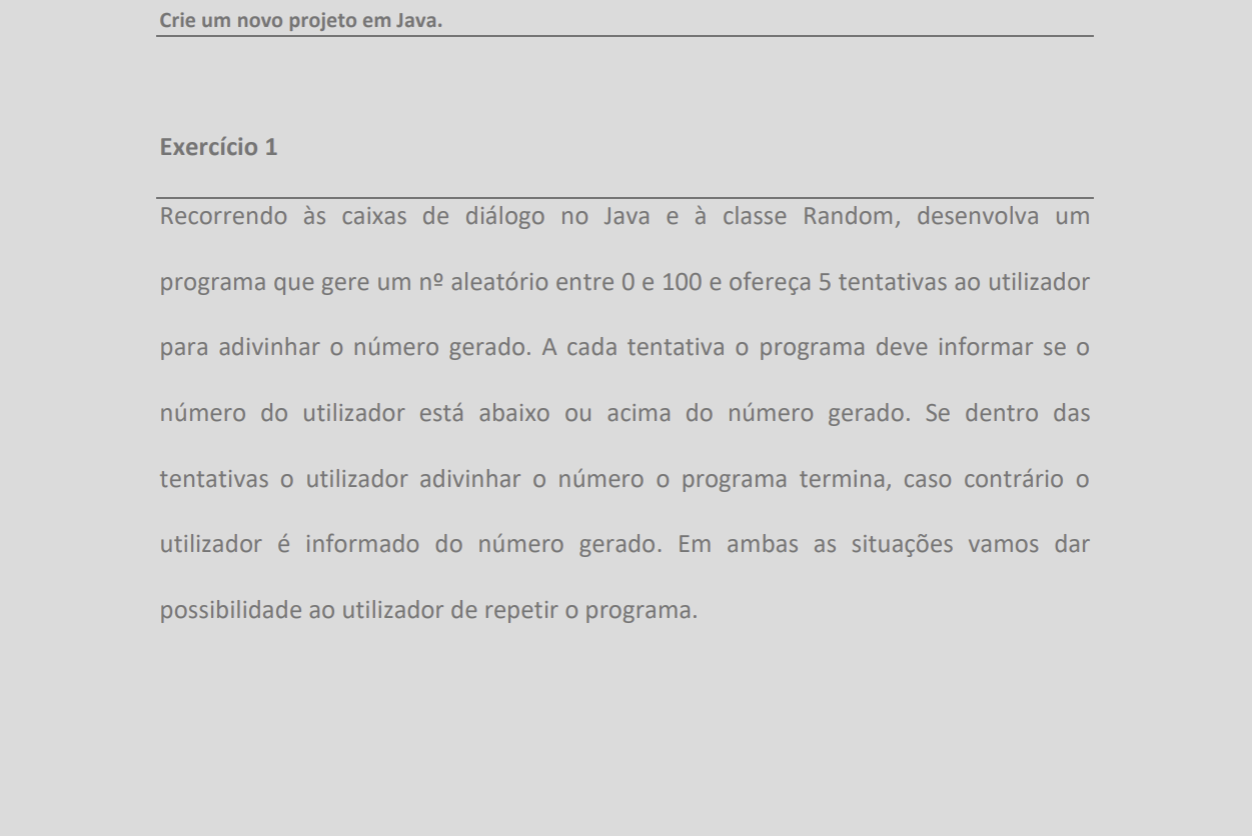 Crie um novo projeto em Java.
Exercício 1
Recorrendo às caixas de diálogo no Java e à classe Random, desenvolva um
programa que gere um nº aleatório entre 0 e 100 e ofereça 5 tentativas ao utilizador
para adivinhar o número gerado. A cada tentativa o programa deve informar se o
número do utilizador está abaixo ou acima do número gerado. Se dentro das
tentativas o utilizador adivinhar o número o programa termina, caso contrário o
utilizador é informado do número gerado. Em ambas as situações vamos dar
possibilidade ao utilizador de repetir o programa.